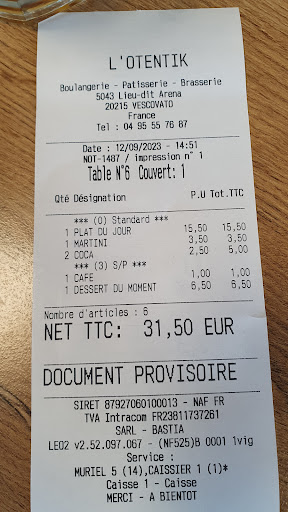 L'OTENTIK
Boulangerie - Patisserie - Brasserie
5043 Lieu-dit Arena
20215 VESCOVATO
France
Tel : 04 95 55 76 87
Date : 12/09/2023 - 14:51
NDT-1487 / impression n° 1
Table N°6 Couvert: 1
Qté Désignation P.U Tot.TTC
*** (0) Standard ***
1 PLAT DU JOUR 15,50 15,50
1 MARTINI 3,50 3,50
2 COCA 2,50 5,00
*** (3) S/P ***
1 CAFE 1,00 1,00
1 DESSERT DU MOMENT 6,50 6,50
Nombre d'articles : 6
NET TTC: 31,50 EUR
DOCUMENT PROVISOIRE
SIRET 87927060100013 - NAF FR
TVA Intracom FR23811737261
SARL - BASTIA
LEO2 v2.52.097.067 - (NF525)B 0001 1vig
Service :
MURIEL 5 (14),CAISSIER 1 (1)*
Caisse 1 - Caisse
MERCI - A BIENTOT